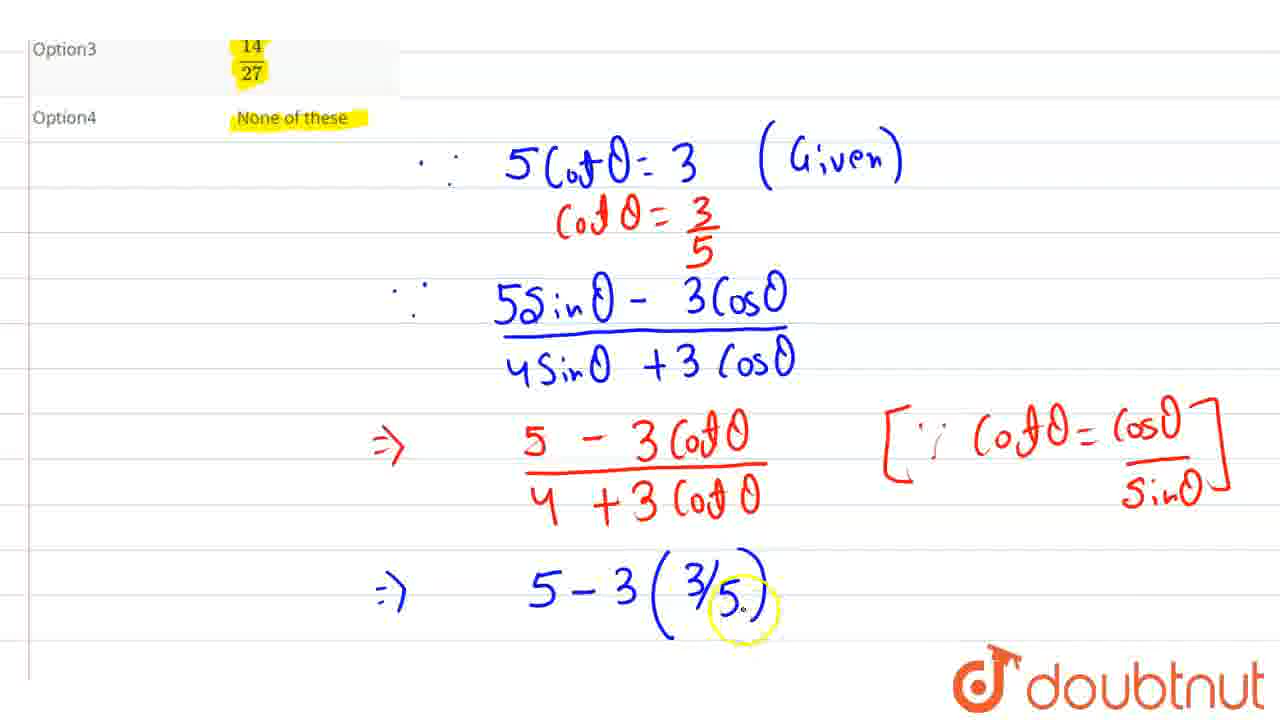 Option3 14/27
Option4 None of these
∵ 5 Cot θ = 3 (Given)
Cot θ = 3/5
∵ 5 Sin θ - 3 Cos θ
4 Sin θ + 3 Cos θ
⇒ 5 - 3 Cot θ
4 + 3 Cot θ
[∵ Cot θ = Cos θ / Sin θ]
⇒ 5 - 3 (3/5)
doubtnut